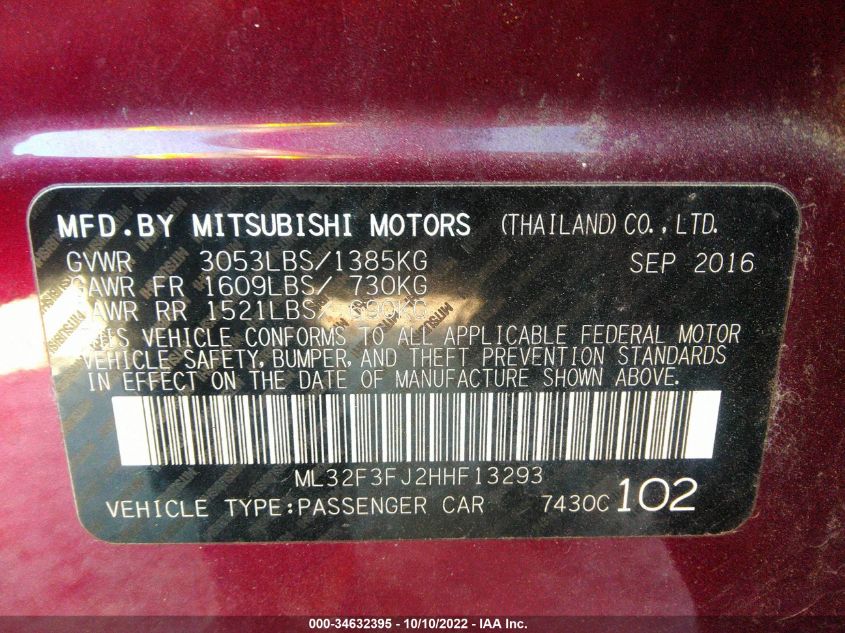 MFD.BY MITSUBISHI MOTORS (THAILAND) CO., LTD.
GVWR 3053LBS/1385KG SEP 2016
GAWR FR 1609LBS/ 730KG
GAWR RR 1521LBS/ 690KG
THIS VEHICLE CONFORMS TO ALL APPLICABLE FEDERAL MOTOR
VEHICLE SAFETY, BUMPER, AND THEFT PREVENTION STANDARDS
IN EFFECT ON THE DATE OF MANUFACTURE SHOWN ABOVE.
ML32F3FJ2HHF13293
VEHICLE TYPE:PASSENGER CAR 7430C 102
000-34632395 - 10/10/2022 - IAA Inc.